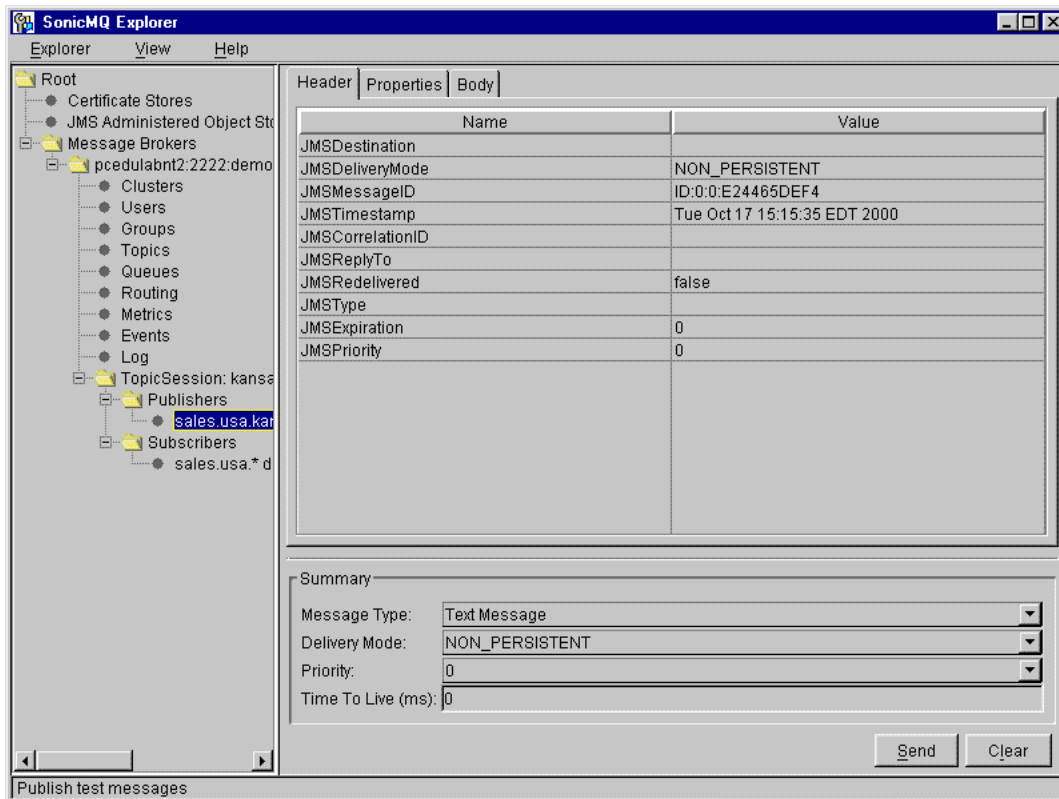 SonicMQ Explorer
Explorer View Help
Root
Certificate Stores
JMS Administered Object Sto
Message Brokers
pcedulabnt2:2222:demo
Clusters
Users
Groups
Topics
Queues
Routing
Metrics
Events
Log
TopicSession: kansa
Publishers
sales.usa.kan
Subscribers
sales.usa.* d
Header Properties Body
Name Value
JMSDestination
JMSDeliveryMode NON_PERSISTENT
JMSMessageID ID:0:0:E24465DEF4
JMSTimestamp Tue Oct 17 15:15:35 EDT 2000
JMSCorrelationID
JMSReplyTo
JMSRedelivered false
JMSType
JMSExpiration 0
JMSPriority 0
Summary
Message Type: Text Message
Delivery Mode: NON_PERSISTENT
Priority: 0
Time To Live (ms): 0
Send Clear
Publish test messages